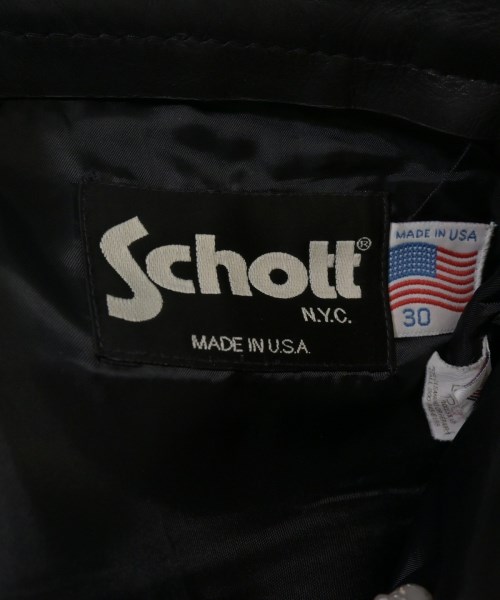 Schott®
N.Y.C.
MADE IN U.S.A.
MADE IN USA
30